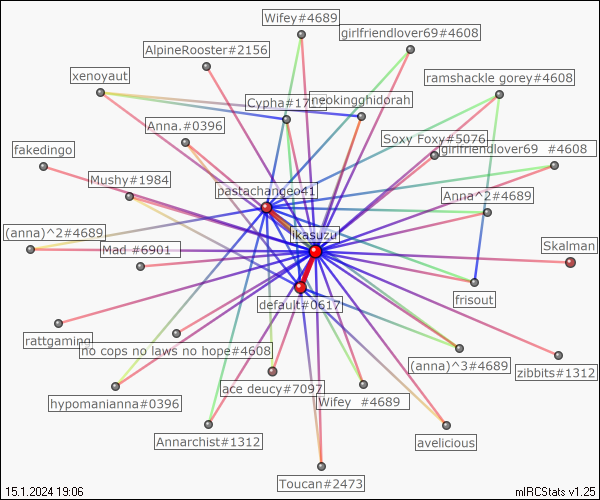 Wifey#4689
girlfriendlover69#4608
AlpineRooster#2156
xenoyaut
ramshackle gorey#4608
neokingghidorah
Anna.#0396
Soxy Foxy#5076
fakedingo
girlfriendlover69 #4608
Mushy#1984
pastachangeo41
Anna^2#4689
(anna)^2#4689
Mad #6901
ikasuzu
Skalman
default#0617
frisout
rattgaming
no cops no laws no hope#4608
(anna)^3#4689
zibbits#1312
ace deucy#7097
hypomanianna#0396
Wifey #4689
Annarchist#1312
avelicious
Toucan#2473
15.1.2024 19:06
mIRCStats v1.25